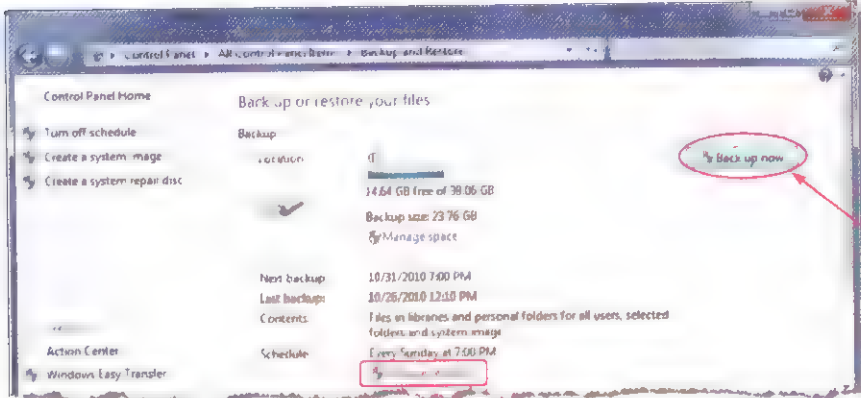 Control Panel ▸ All Control Panel Items ▸ Backup and Restore
Control Panel Home
Turn off schedule
Create a system image
Create a system repair disc
Back up or restore your files
Backup
Location
Back up now
14.64 GB free of 38.06 GB
Backup size: 23.76 GB
Manage space
Next backup: 10/31/2010 7:00 PM
Last backup: 10/26/2010 12:10 PM
Contents: Files in libraries and personal folders for all users, selected
folders and system image
Schedule: Every Sunday at 7:00 PM
Action Center
Windows Easy Transfer